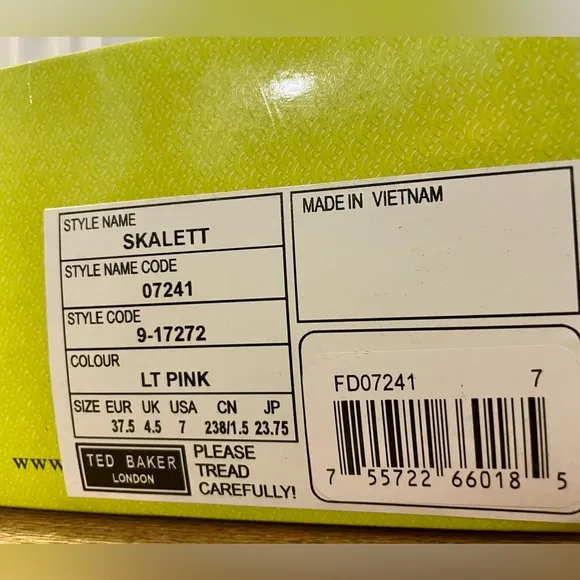 STYLE NAME
SKALETT
STYLE NAME CODE
07241
STYLE CODE
9-17272
COLOUR
LT PINK
SIZE EUR UK USA CN JP
37.5 4.5 7 238/1.5 23.75
TED BAKER
LONDON
PLEASE
TREAD
CAREFULLY!
MADE IN VIETNAM
FD07241 7
7 55722 66018 5
www